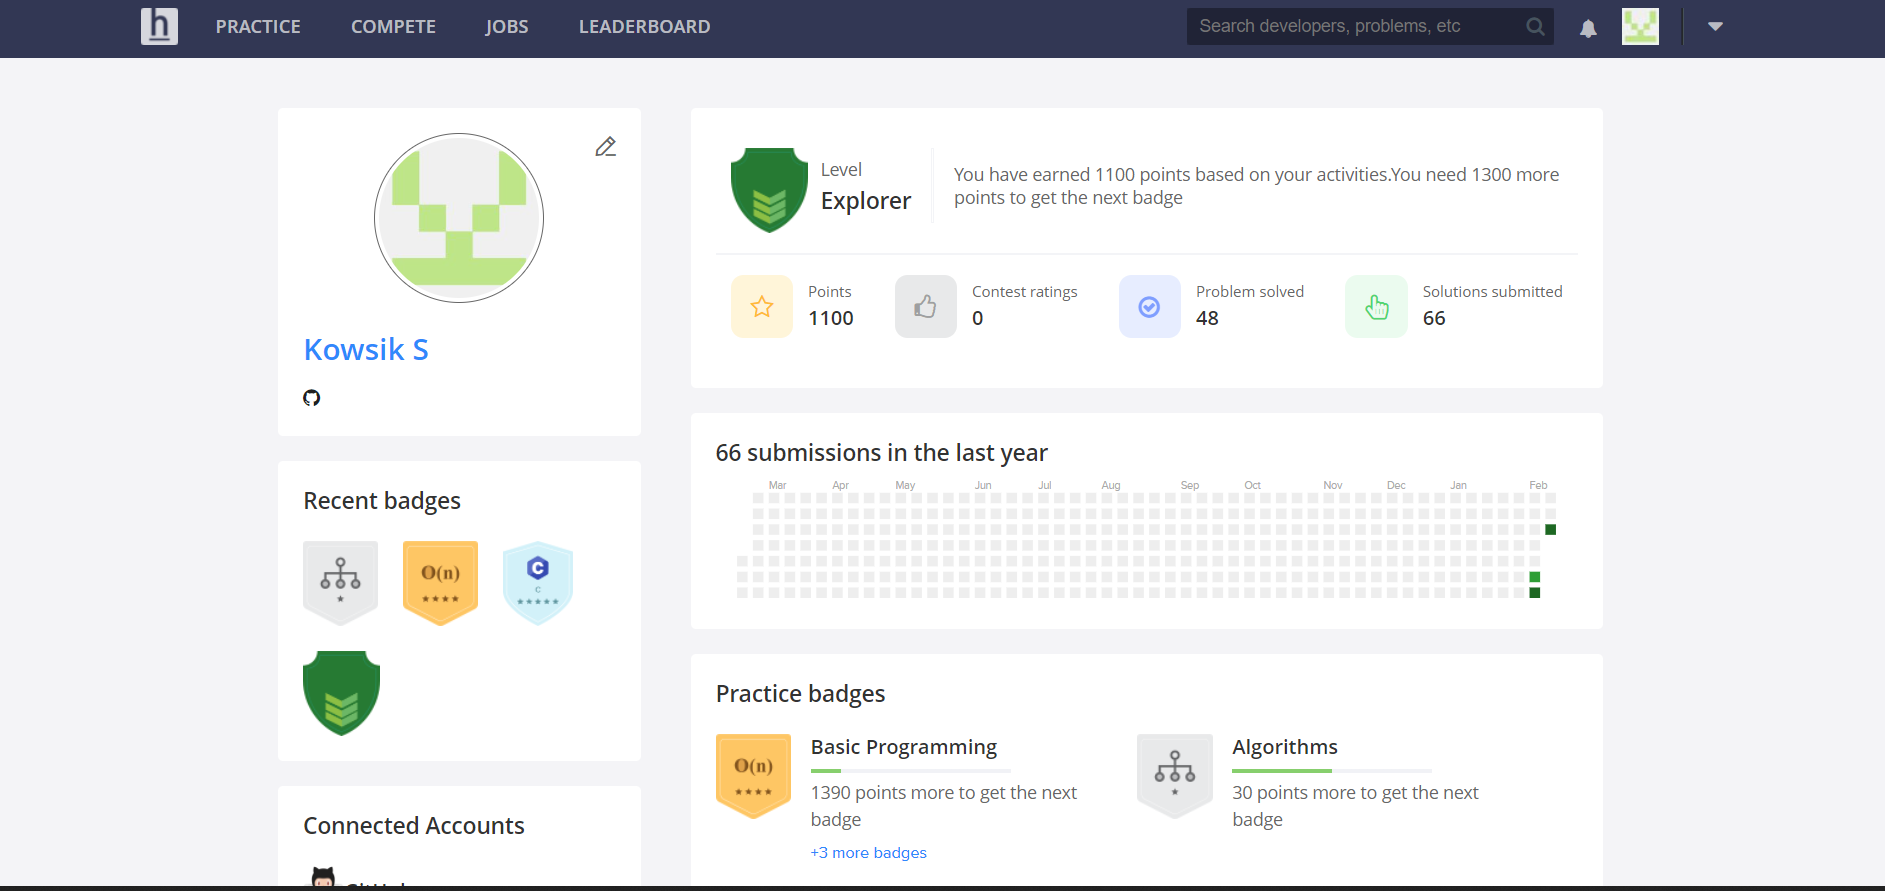 h PRACTICE COMPETE JOBS LEADERBOARD Search developers, problems, etc
Kowsik S
Recent badges
O(n)
C
C
Connected Accounts
Level
Explorer
You have earned 1100 points based on your activities.You need 1300 more
points to get the next badge
Points
1100
Contest ratings
0
Problem solved
48
Solutions submitted
66
66 submissions in the last year
Mar Apr May Jun Jul Aug Sep Oct Nov Dec Jan Feb
Practice badges
O(n)
Basic Programming
1390 points more to get the next
badge
+3 more badges
Algorithms
30 points more to get the next
badge